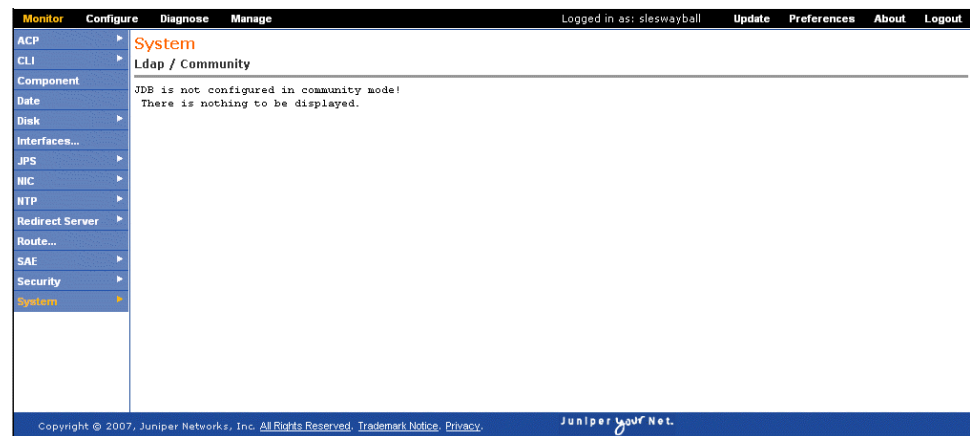 Monitor Configure Diagnose Manage Logged in as: sleswayball Update Preferences About Logout
ACP
CLI
Component
Date
Disk
Interfaces...
JPS
NIC
NTP
Redirect Server
Route...
SAE
Security
System
System
Ldap / Community
JDB is not configured in community mode!
There is nothing to be displayed.
Copyright © 2007, Juniper Networks, Inc. All Rights Reserved. Trademark Notice. Privacy.
Juniper your Net.